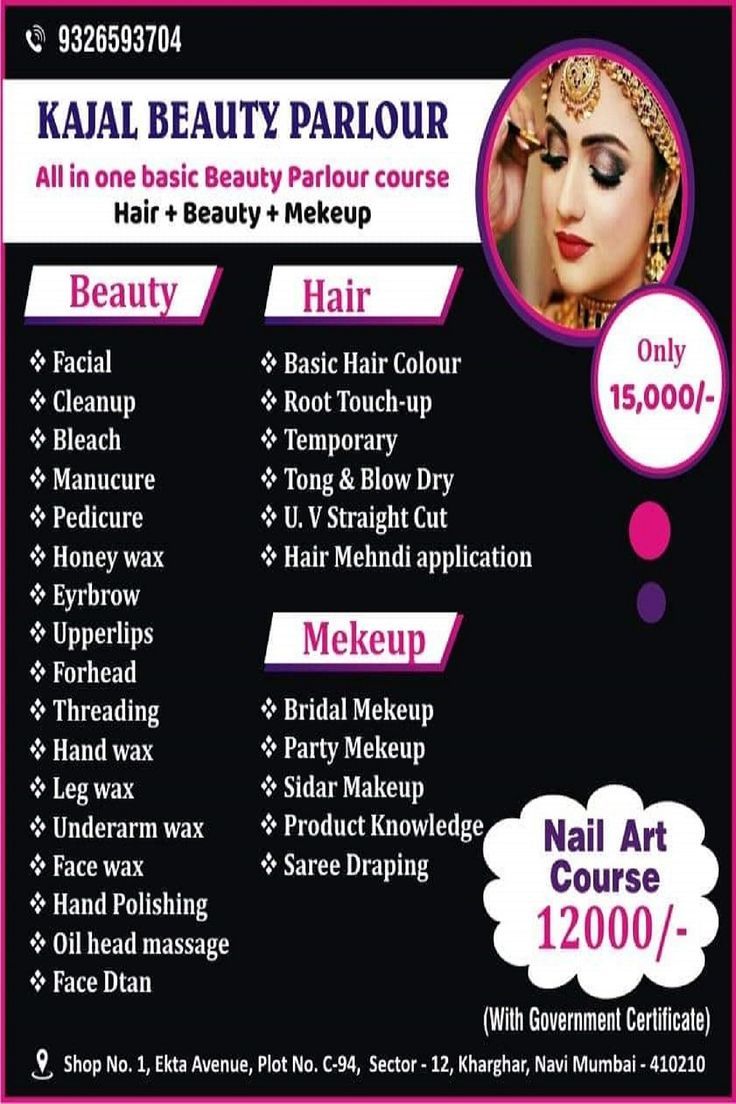 9326593704
KAJAL BEAUTY PARLOUR
All in one basic Beauty Parlour course
Hair + Beauty + Mekeup
Only
15,000/-
Beauty
❖ Facial
❖ Cleanup
❖ Bleach
❖ Manucure
❖ Pedicure
❖ Honey wax
❖ Eyrbrow
❖ Upperlips
❖ Forhead
❖ Threading
❖ Hand wax
❖ Leg wax
❖ Underarm wax
❖ Face wax
❖ Hand Polishing
❖ Oil head massage
❖ Face Dtan
Hair
❖ Basic Hair Colour
❖ Root Touch-up
❖ Temporary
❖ Tong & Blow Dry
❖ U. V Straight Cut
❖ Hair Mehndi application
Mekeup
❖ Bridal Mekeup
❖ Party Mekeup
❖ Sidar Makeup
❖ Product Knowledge
❖ Saree Draping
Nail Art
Course
12000/-
(With Government Certificate)
Shop No. 1, Ekta Avenue, Plot No. C-94, Sector - 12, Kharghar, Navi Mumbai - 410210